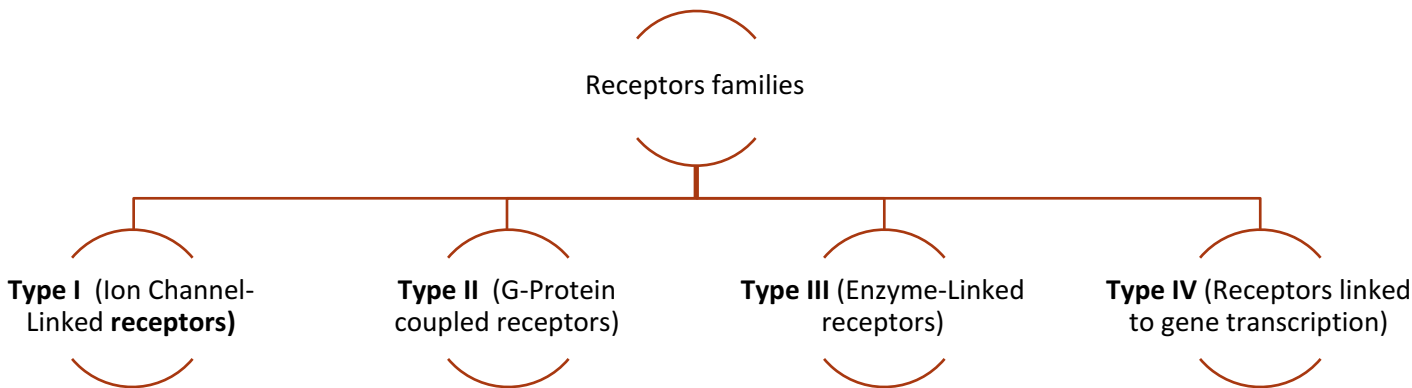 Receptors families
Type I (Ion Channel-
Linked receptors)
Type II (G-Protein
coupled receptors)
Type III (Enzyme-Linked
receptors)
Type IV (Receptors linked
to gene transcription)